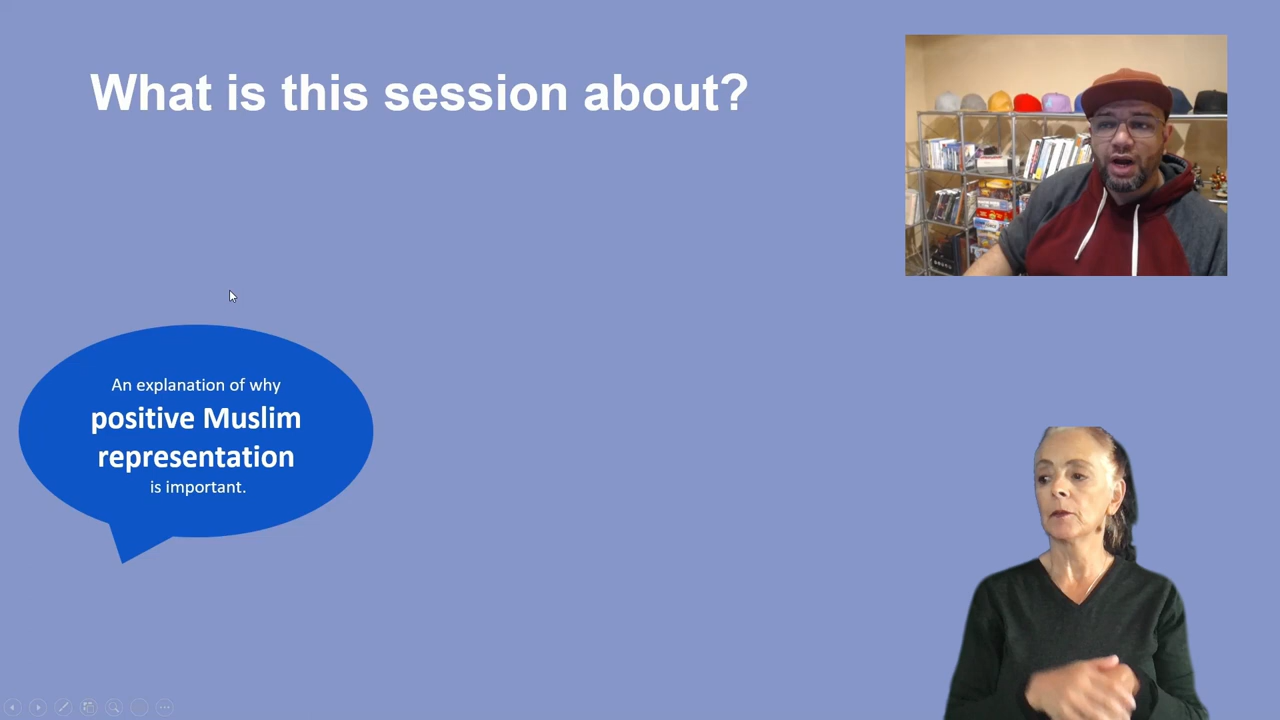 What is this session about?
An explanation of why
positive Muslim
representation
is important.